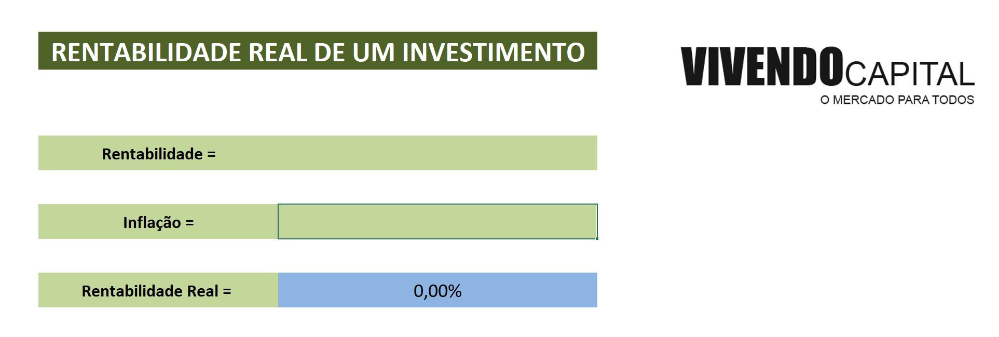 RENTABILIDADE REAL DE UM INVESTIMENTO
VIVENDOCAPITAL
O MERCADO PARA TODOS
Rentabilidade =
Inflação =
Rentabilidade Real = 0,00%